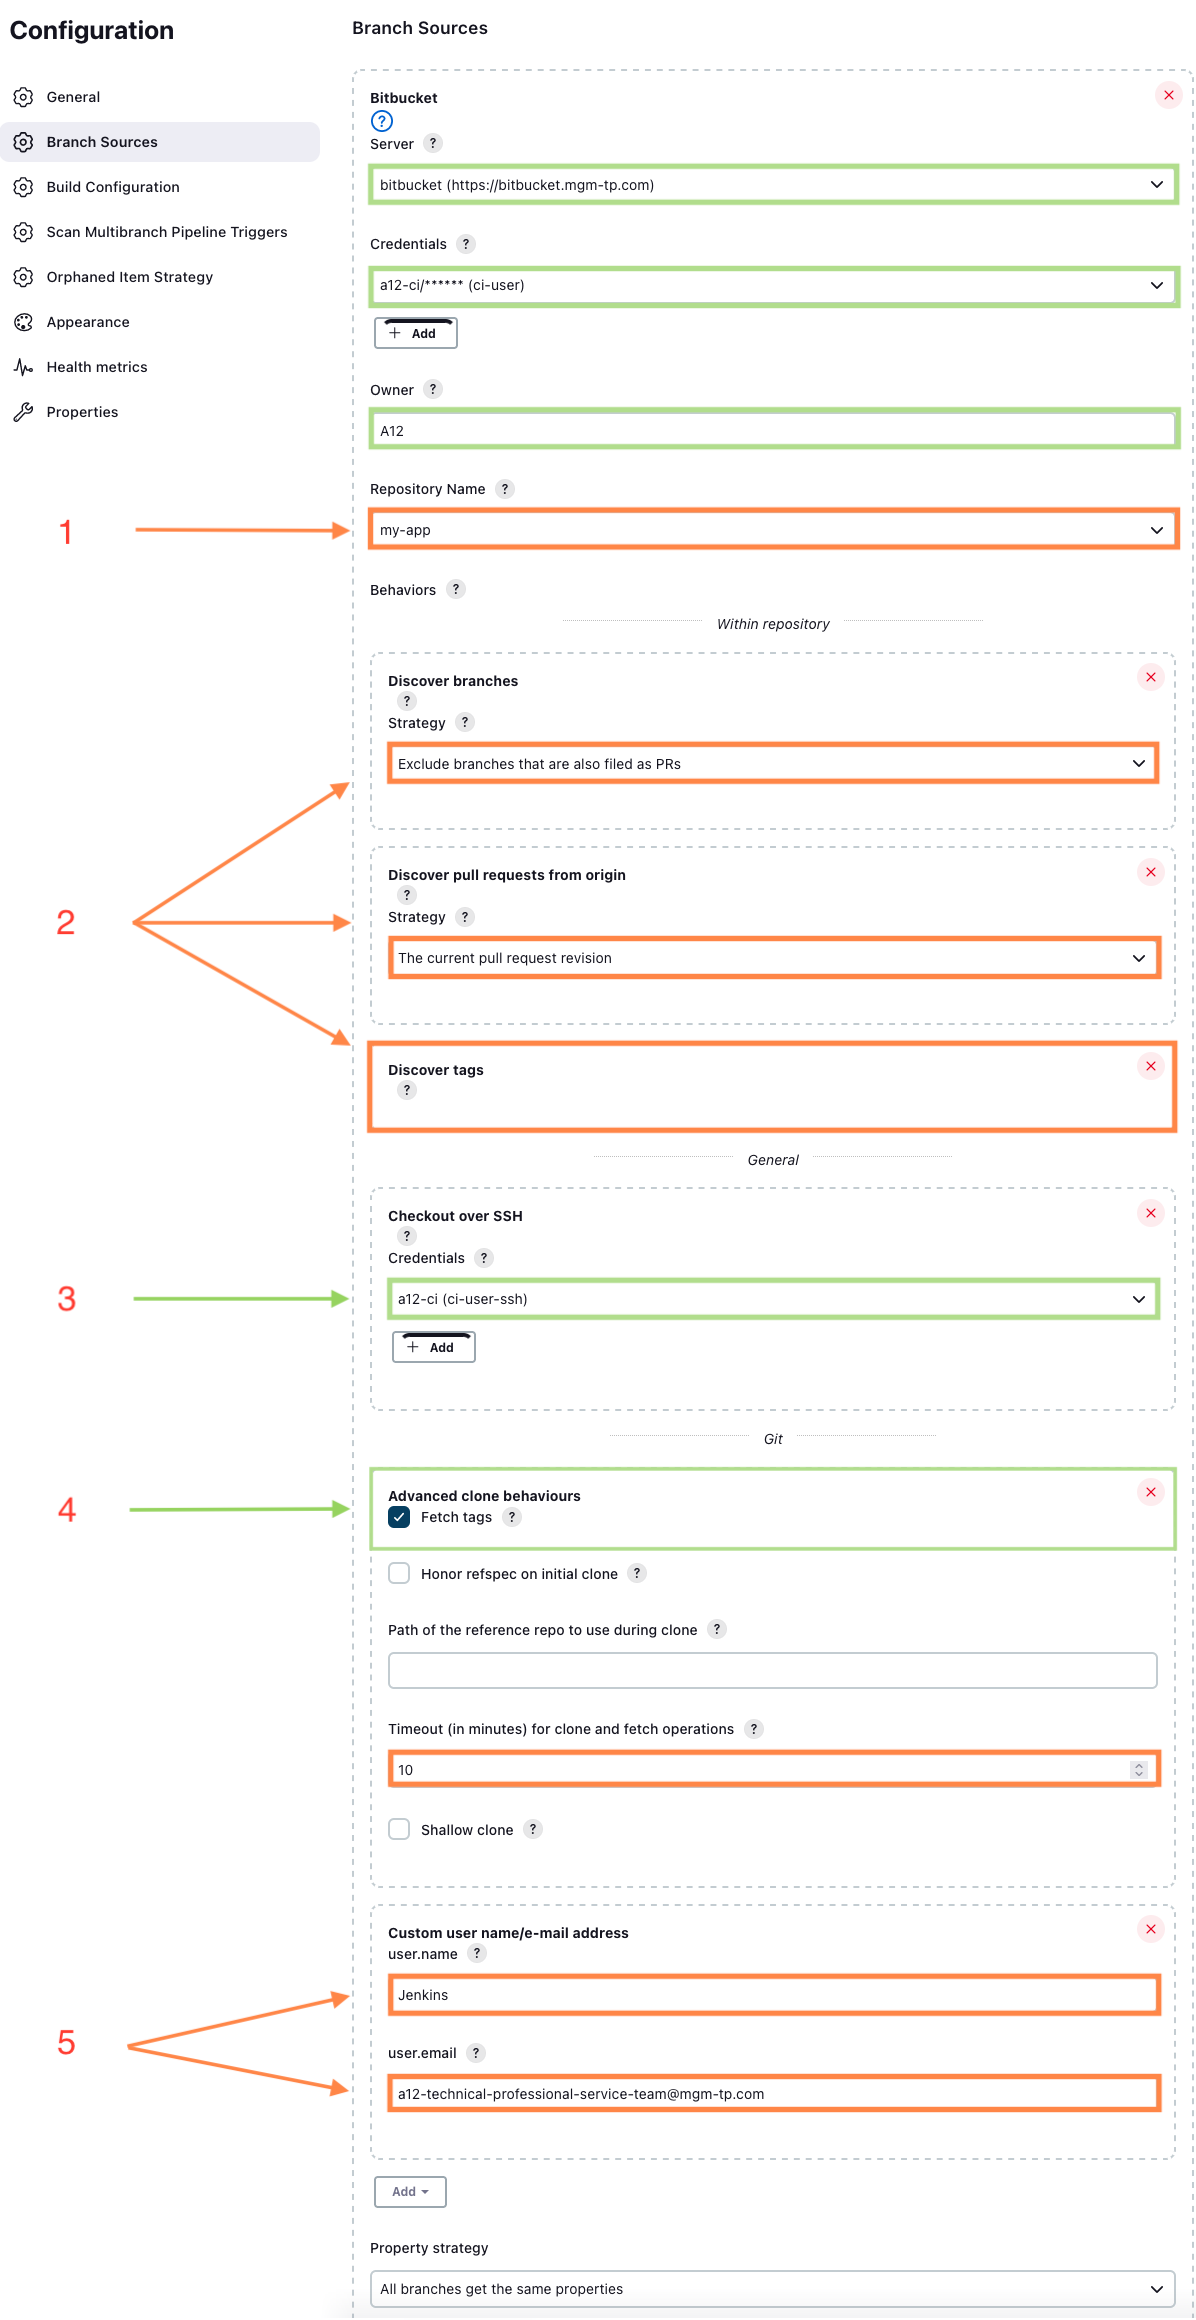 Configuration
General
Branch Sources
Build Configuration
Scan Multibranch Pipeline Triggers
Orphaned Item Strategy
Appearance
Health metrics
Properties
Branch Sources
Bitbucket
?
Server ?
bitbucket (https://bitbucket.mgm-tp.com)
Credentials ?
a12-ci/****** (ci-user)
+ Add
Owner ?
A12
Repository Name ?
1
my-app
Behaviors ?
Within repository
Discover branches
?
Strategy ?
Exclude branches that are also filed as PRs
2
Discover pull requests from origin
?
Strategy ?
The current pull request revision
Discover tags
?
General
Checkout over SSH
?
Credentials ?
3
a12-ci (ci-user-ssh)
+ Add
Git
4
Advanced clone behaviours
Fetch tags ?
Honor refspec on initial clone ?
Path of the reference repo to use during clone ?
Timeout (in minutes) for clone and fetch operations ?
10
Shallow clone ?
5
Custom user name/e-mail address
user.name ?
Jenkins
user.email ?
a12-technical-professional-service-team@mgm-tp.com
Add
Property strategy
All branches get the same properties